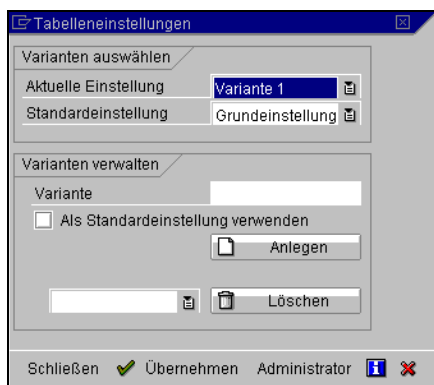 Tabelleneinstellungen
Varianten auswählen
Aktuelle Einstellung Variante 1
Standardeinstellung Grundeinstellung
Varianten verwalten
Variante
Als Standardeinstellung verwenden
Anlegen
Löschen
Schließen Übernehmen Administrator